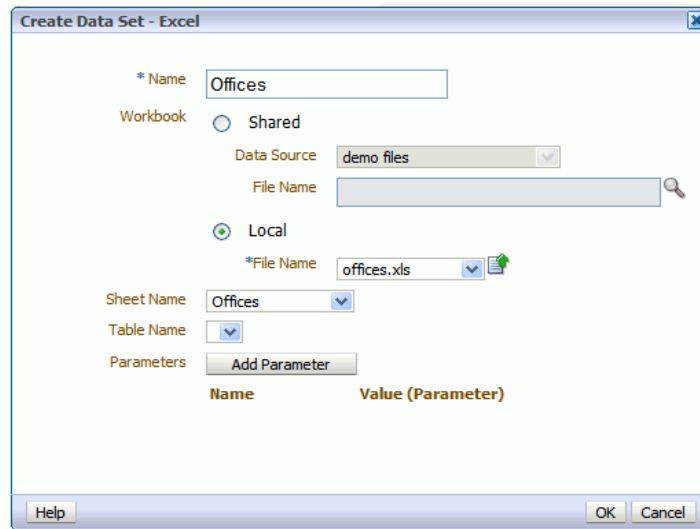 Create Data Set - Excel
* Name Offices
Workbook Shared
Data Source demo files
File Name
Local
*File Name offices.xls
Sheet Name Offices
Table Name
Parameters Add Parameter
Name Value (Parameter)
Help OK Cancel